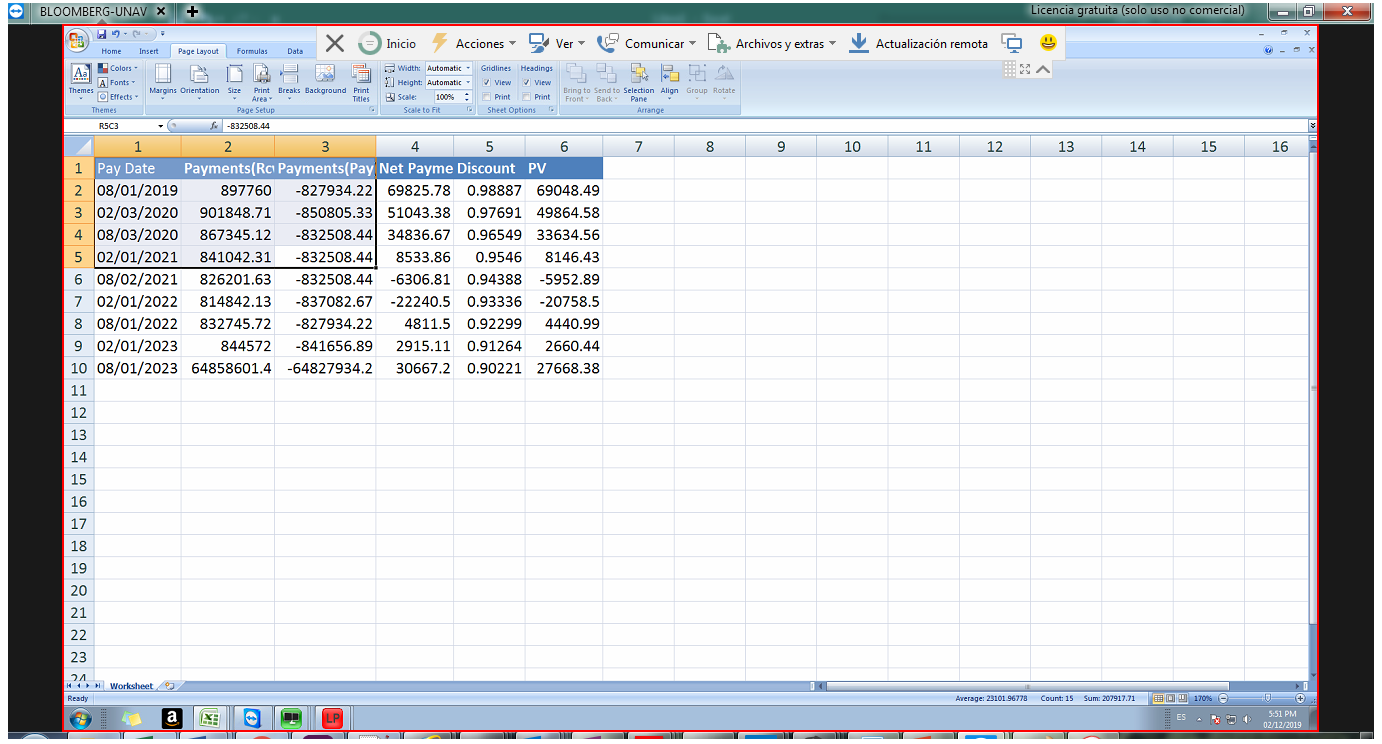 BLOOMBERG-UNAV
Licencia gratuita (solo uso no comercial)
Inicio Acciones Ver Comunicar Archivos y extras Actualización remota
Home Insert Page Layout Formulas Data
Colors Width: Automatic Gridlines Headings
Fonts Height: Automatic View View
Effects Scale: 100% Print Print
Themes Margins Orientation Size Print Area Breaks Background Print Titles Bring to Front Send to Back Selection Pane Align Group Rotate
Themes Page Setup Scale to Fit Sheet Options Arrange
R5C3 fx -832508.44
1 2 3 4 5 6 7 8 9 10 11 12 13 14 15 16
1 Pay Date Payments(Rc Payments(Pay Net Payme Discount PV
2 08/01/2019 897760 -827934.22 69825.78 0.98887 69048.49
3 02/03/2020 901848.71 -850805.33 51043.38 0.97691 49864.58
4 08/03/2020 867345.12 -832508.44 34836.67 0.96549 33634.56
5 02/01/2021 841042.31 -832508.44 8533.86 0.9546 8146.43
6 08/02/2021 826201.63 -832508.44 -6306.81 0.94388 -5952.89
7 02/01/2022 814842.13 -837082.67 -22240.5 0.93336 -20758.5
8 08/01/2022 832745.72 -827934.22 4811.5 0.92299 4440.99
9 02/01/2023 844572 -841656.89 2915.11 0.91264 2660.44
10 08/01/2023 64858601.4 -64827934.2 30667.2 0.90221 27668.38
11
12
13
14
15
16
17
18
19
20
21
22
23
24
Worksheet
Ready Average: 23101.96778 Count: 15 Sum: 207917.71 170%
a LP ES 5:51 PM
02/12/2019